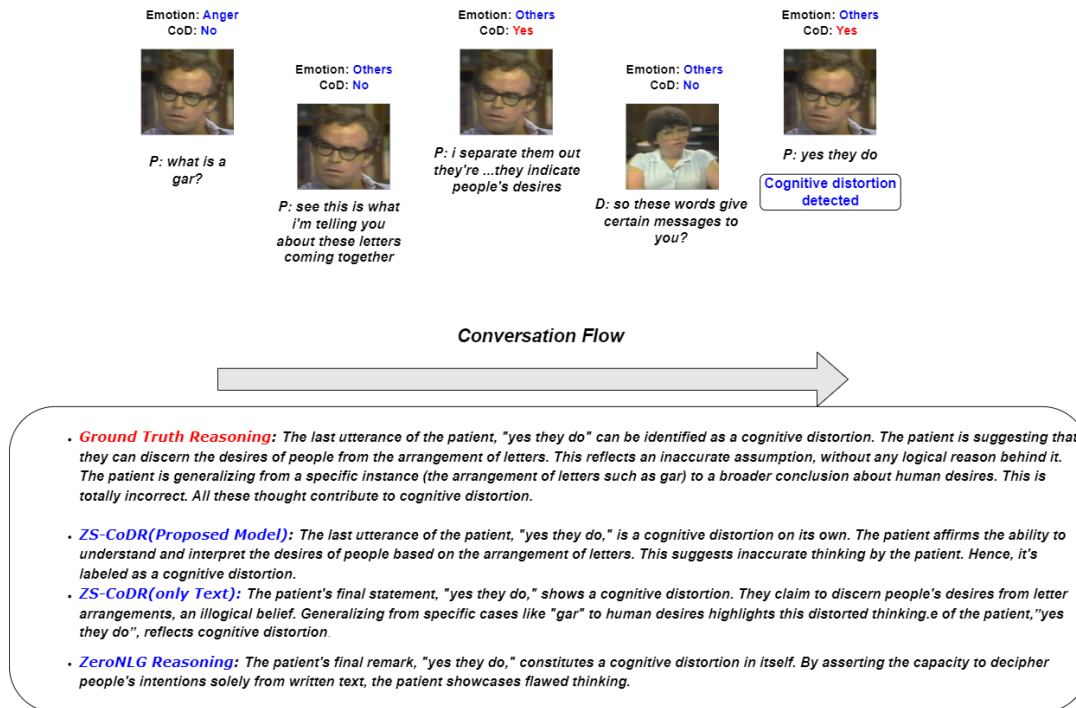 Emotion: Anger
CoD: No
P: what is a
gar?
Emotion: Others
CoD: No
P: see this is what
i'm telling you
about these letters
coming together
Emotion: Others
CoD: Yes
P: i separate them out
they're ...they indicate
people's desires
Emotion: Others
CoD: No
D: so these words give
certain messages to
you?
Emotion: Others
CoD: Yes
P: yes they do
Cognitive distortion
detected
Conversation Flow
• Ground Truth Reasoning: The last utterance of the patient, "yes they do" can be identified as a cognitive distortion. The patient is suggesting that
they can discern the desires of people from the arrangement of letters. This reflects an inaccurate assumption, without any logical reason behind it.
The patient is generalizing from a specific instance (the arrangement of letters such as gar) to a broader conclusion about human desires. This is
totally incorrect. All these thought contribute to cognitive distortion.
• ZS-CoDR(Proposed Model): The last utterance of the patient, "yes they do," is a cognitive distortion on its own. The patient affirms the ability to
understand and interpret the desires of people based on the arrangement of letters. This suggests inaccurate thinking by the patient. Hence, it's
labeled as a cognitive distortion.
• ZS-CoDR(only Text): The patient's final statement, "yes they do," shows a cognitive distortion. They claim to discern people's desires from letter
arrangements, an illogical belief. Generalizing from specific cases like "gar" to human desires highlights this distorted thinking.e of the patient,”yes
they do”, reflects cognitive distortion.
• ZeroNLG Reasoning: The patient's final remark, "yes they do," constitutes a cognitive distortion in itself. By asserting the capacity to decipher
people's intentions solely from written text, the patient showcases flawed thinking.